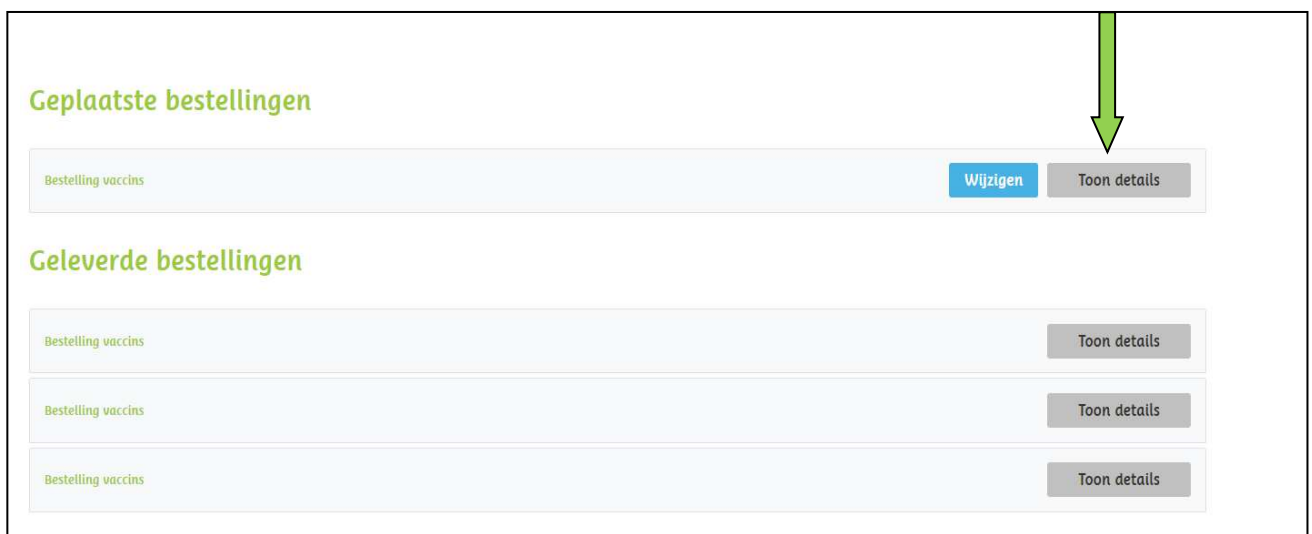 Geplaatste bestellingen
Bestelling vaccins Wijzigen Toon details
Geleverde bestellingen
Bestelling vaccins Toon details
Bestelling vaccins Toon details
Bestelling vaccins Toon details